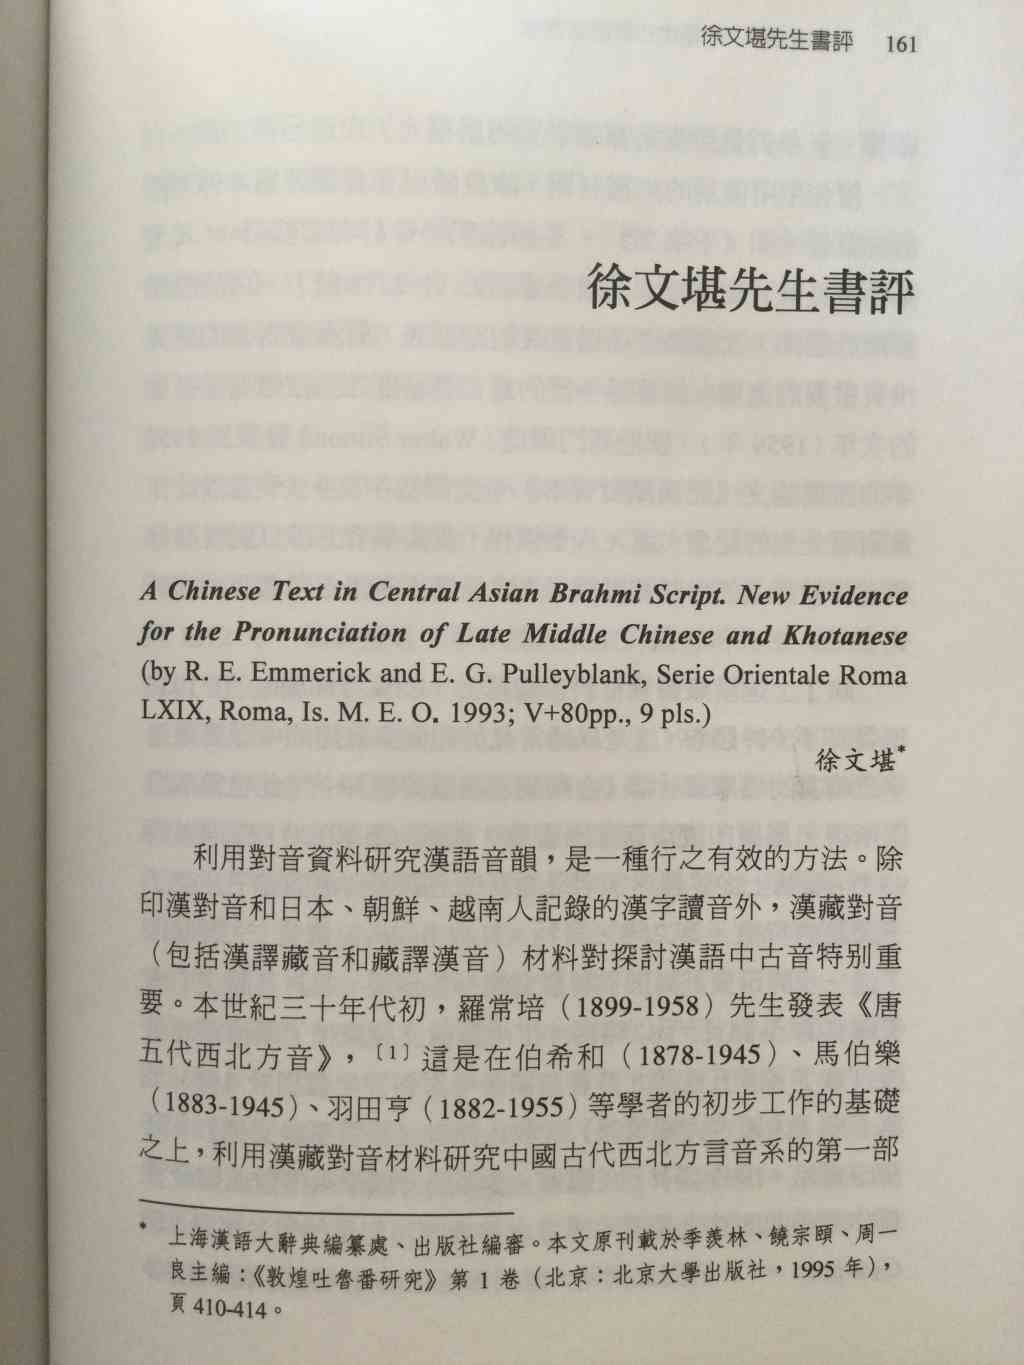 徐文堪先生書評 161
徐文堪先生書評
A Chinese Text in Central Asian Brahmi Script. New Evidence
for the Pronunciation of Late Middle Chinese and Khotanese
(by R. E. Emmerick and E. G. Pulleyblank, Serie Orientale Roma
LXIX, Roma, Is. M. E. O. 1993; V+80pp., 9 pls.)
徐文堪*
利用對音資料研究漢語音韻，是一種行之有效的方法。除
印漢對音和日本、朝鮮、越南人記錄的漢字讀音外，漢藏對音
（包括漢譯藏音和藏譯漢音）材料對探討漢語中古音特別重
要。本世紀三十年代初，羅常培（1899-1958）先生發表《唐
五代西北方音》，〔1〕這是在伯希和（1878-1945）、馬伯樂
（1883-1945）、羽田亨（1882-1955）等學者的初步工作的基礎
之上，利用漢藏對音材料研究中國古代西北方言音系的第一部
* 上海漢語大辭典編纂處、出版社編審。本文原刊載於季羨林、饒宗頤、周一
良主編：《敦煌吐魯番研究》第 1 卷（北京：北京大學出版社，1995 年），
頁 410-414。